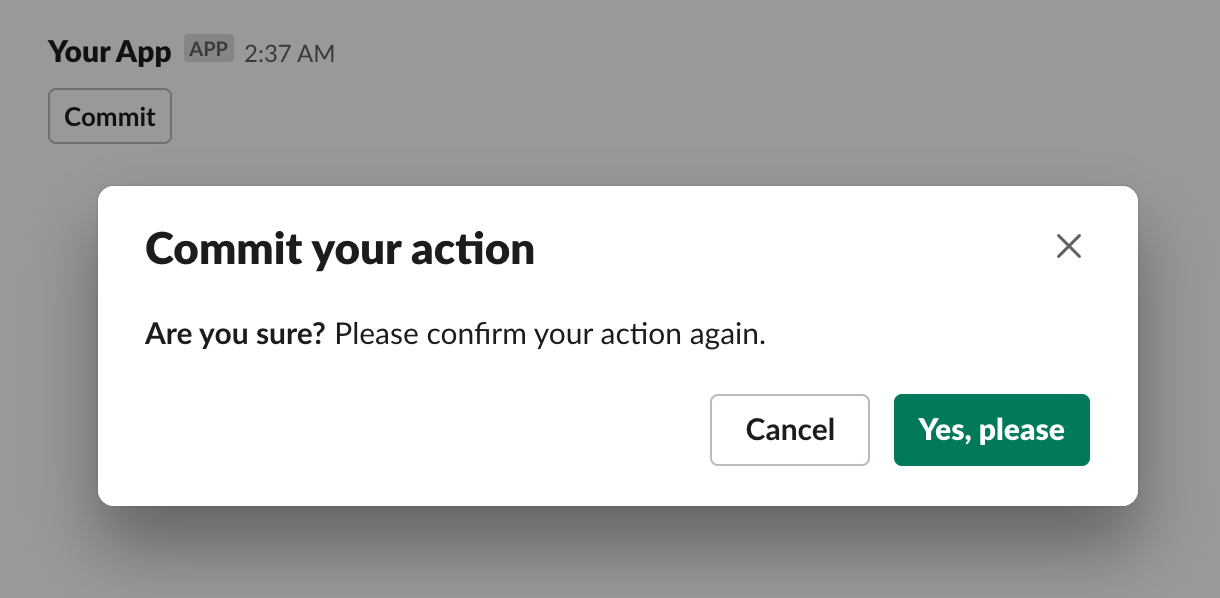 Your App APP 2:37 AM
Commit
Commit your action
Are you sure? Please confirm your action again.
Cancel Yes, please